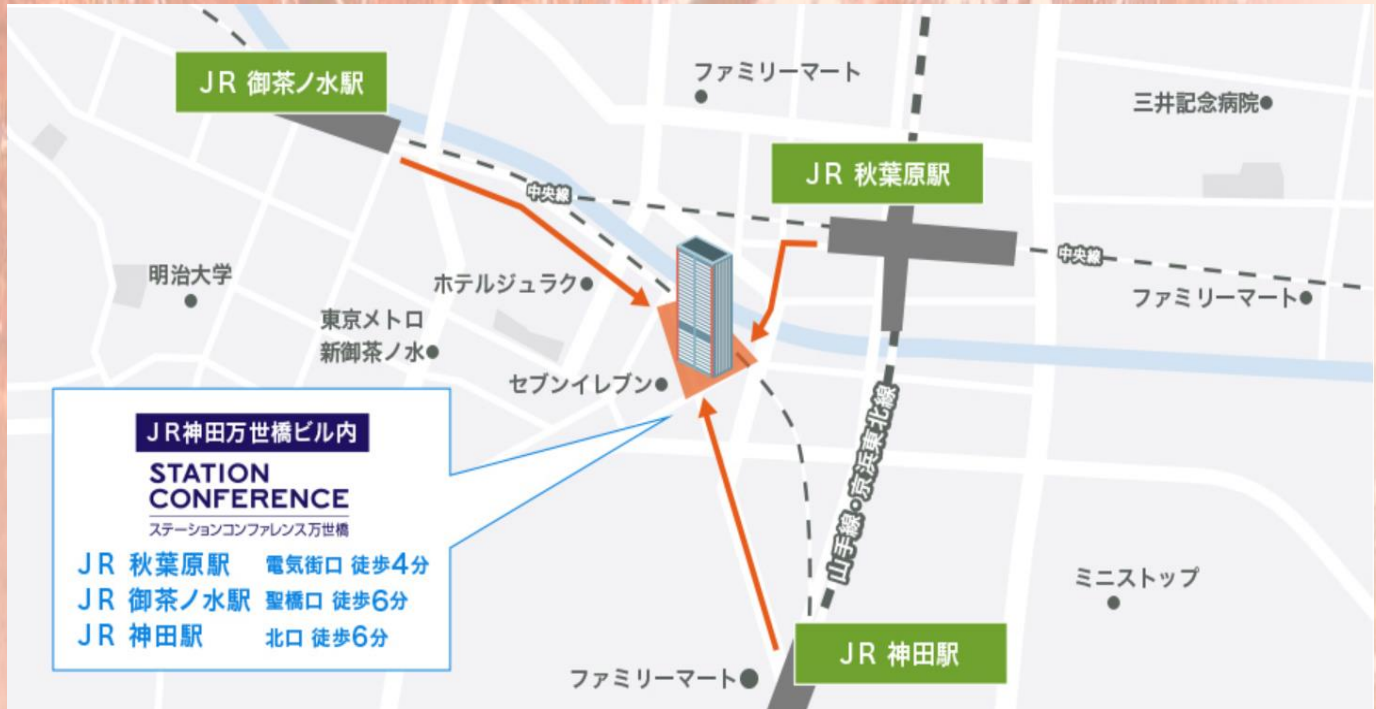 JR 御茶ノ水駅
ファミリーマート
三井記念病院
JR 秋葉原駅
中央線
中央線
明治大学
ホテルジュラク
ファミリーマート
東京メトロ
新御茶ノ水
セブンイレブン
山手線・京浜東北線
JR神田万世橋ビル内
STATION
CONFERENCE
ステーションコンファレンス万世橋
JR 秋葉原駅 電気街口 徒歩4分
JR 御茶ノ水駅 聖橋口 徒歩6分
JR 神田駅 北口 徒歩6分
ミニストップ
JR 神田駅
ファミリーマート